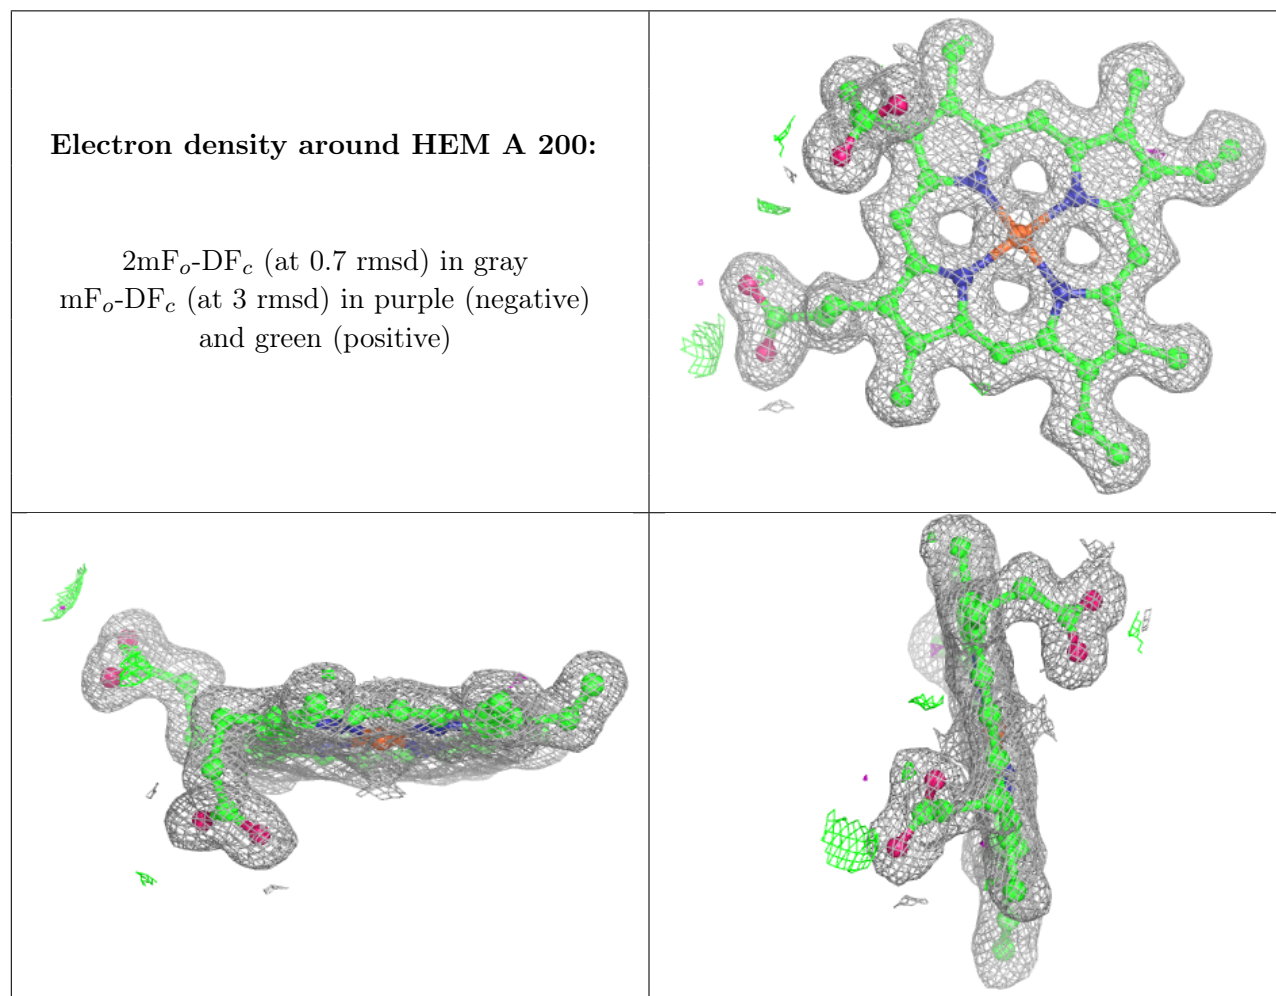 Electron density around HEM A 200:
2mFo-DFc (at 0.7 rmsd) in gray
mFo-DFc (at 3 rmsd) in purple (negative)
and green (positive)